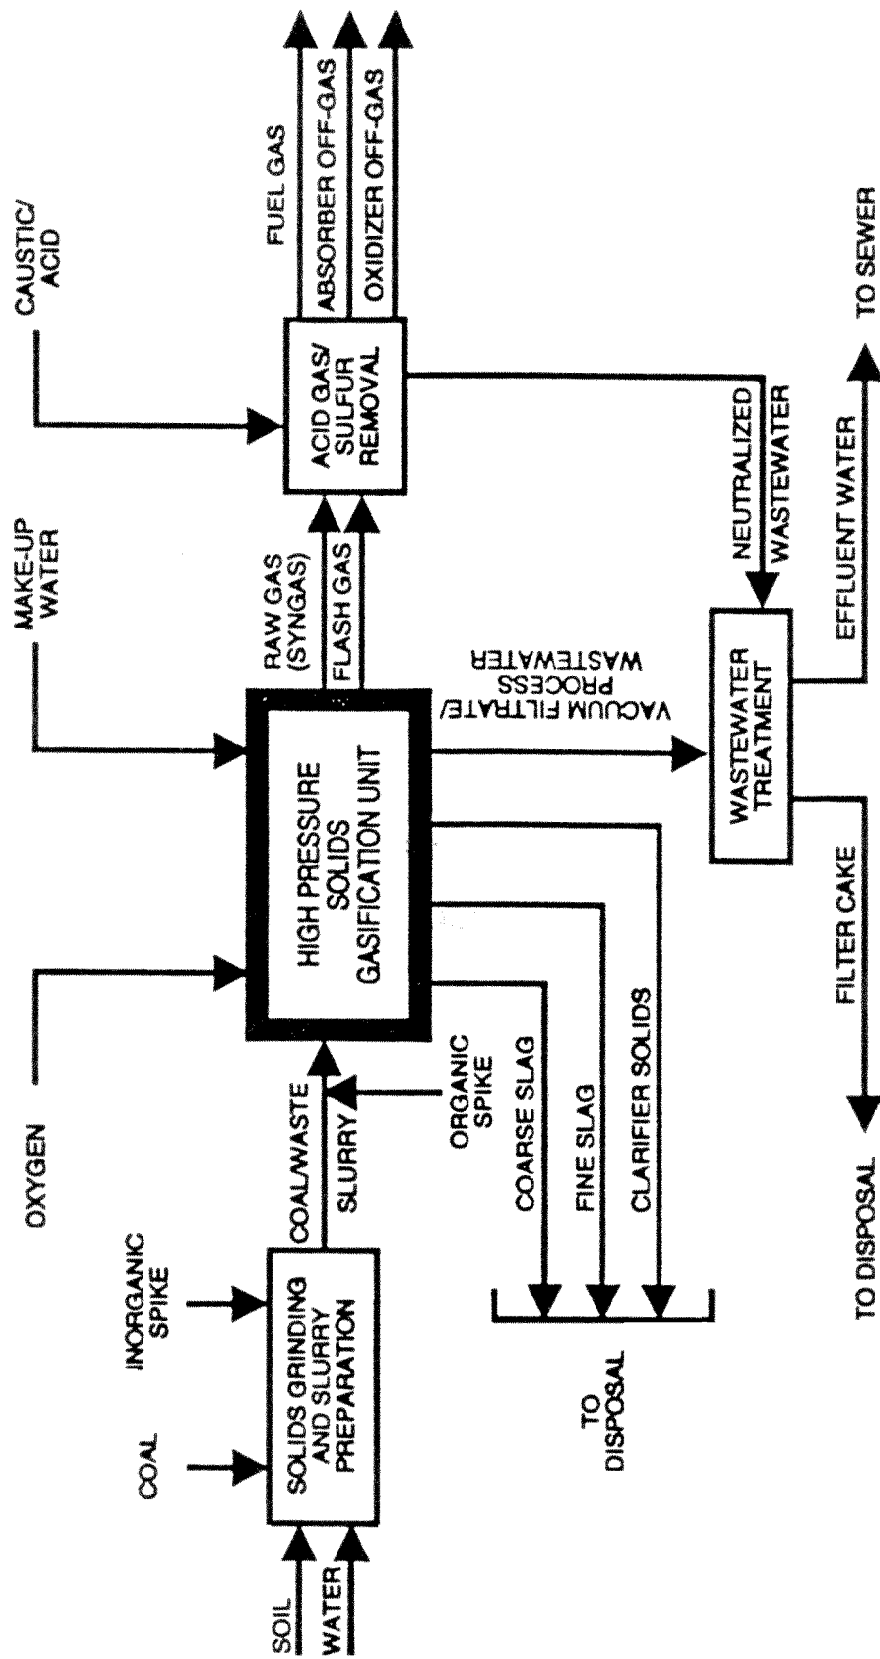 SOIL
WATER
COAL
INORGANIC
SPIKE
SOLIDS GRINDING
AND SLURRY
PREPARATION
COAL/WASTE
SLURRY
ORGANIC
SPIKE
OXYGEN
MAKE-UP
WATER
HIGH PRESSURE
SOLIDS
GASIFICATION UNIT
RAW GAS
(SYNGAS)
FLASH GAS
CAUSTIC/
ACID
ACID GAS/
SULFUR
REMOVAL
FUEL GAS
ABSORBER OFF-GAS
OXIDIZER OFF-GAS
COARSE SLAG
FINE SLAG
CLARIFIER SOLIDS
TO
DISPOSAL
VACUUM FILTRATE/
PROCESS
WASTEWATER
NEUTRALIZED
WASTEWATER
WASTEWATER
TREATMENT
FILTER CAKE
TO DISPOSAL
EFFLUENT WATER
TO SEWER